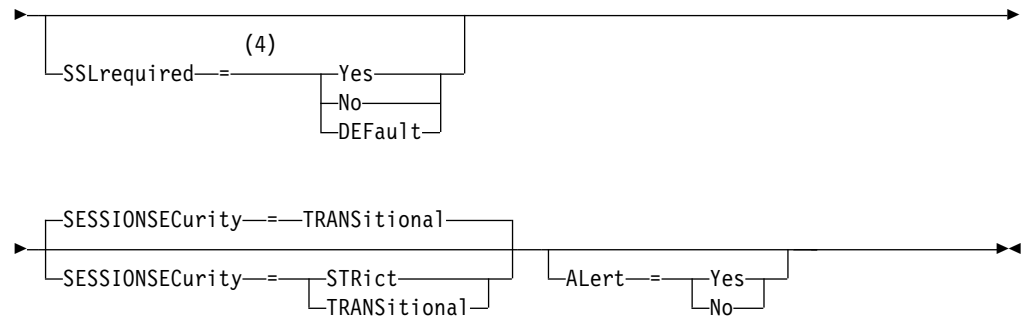 (4)
SSLrequired = Yes
No
DEFault
SESSIONSECurity = TRANSitional
SESSIONSECurity = STRict
TRANSitional
ALert = Yes
No